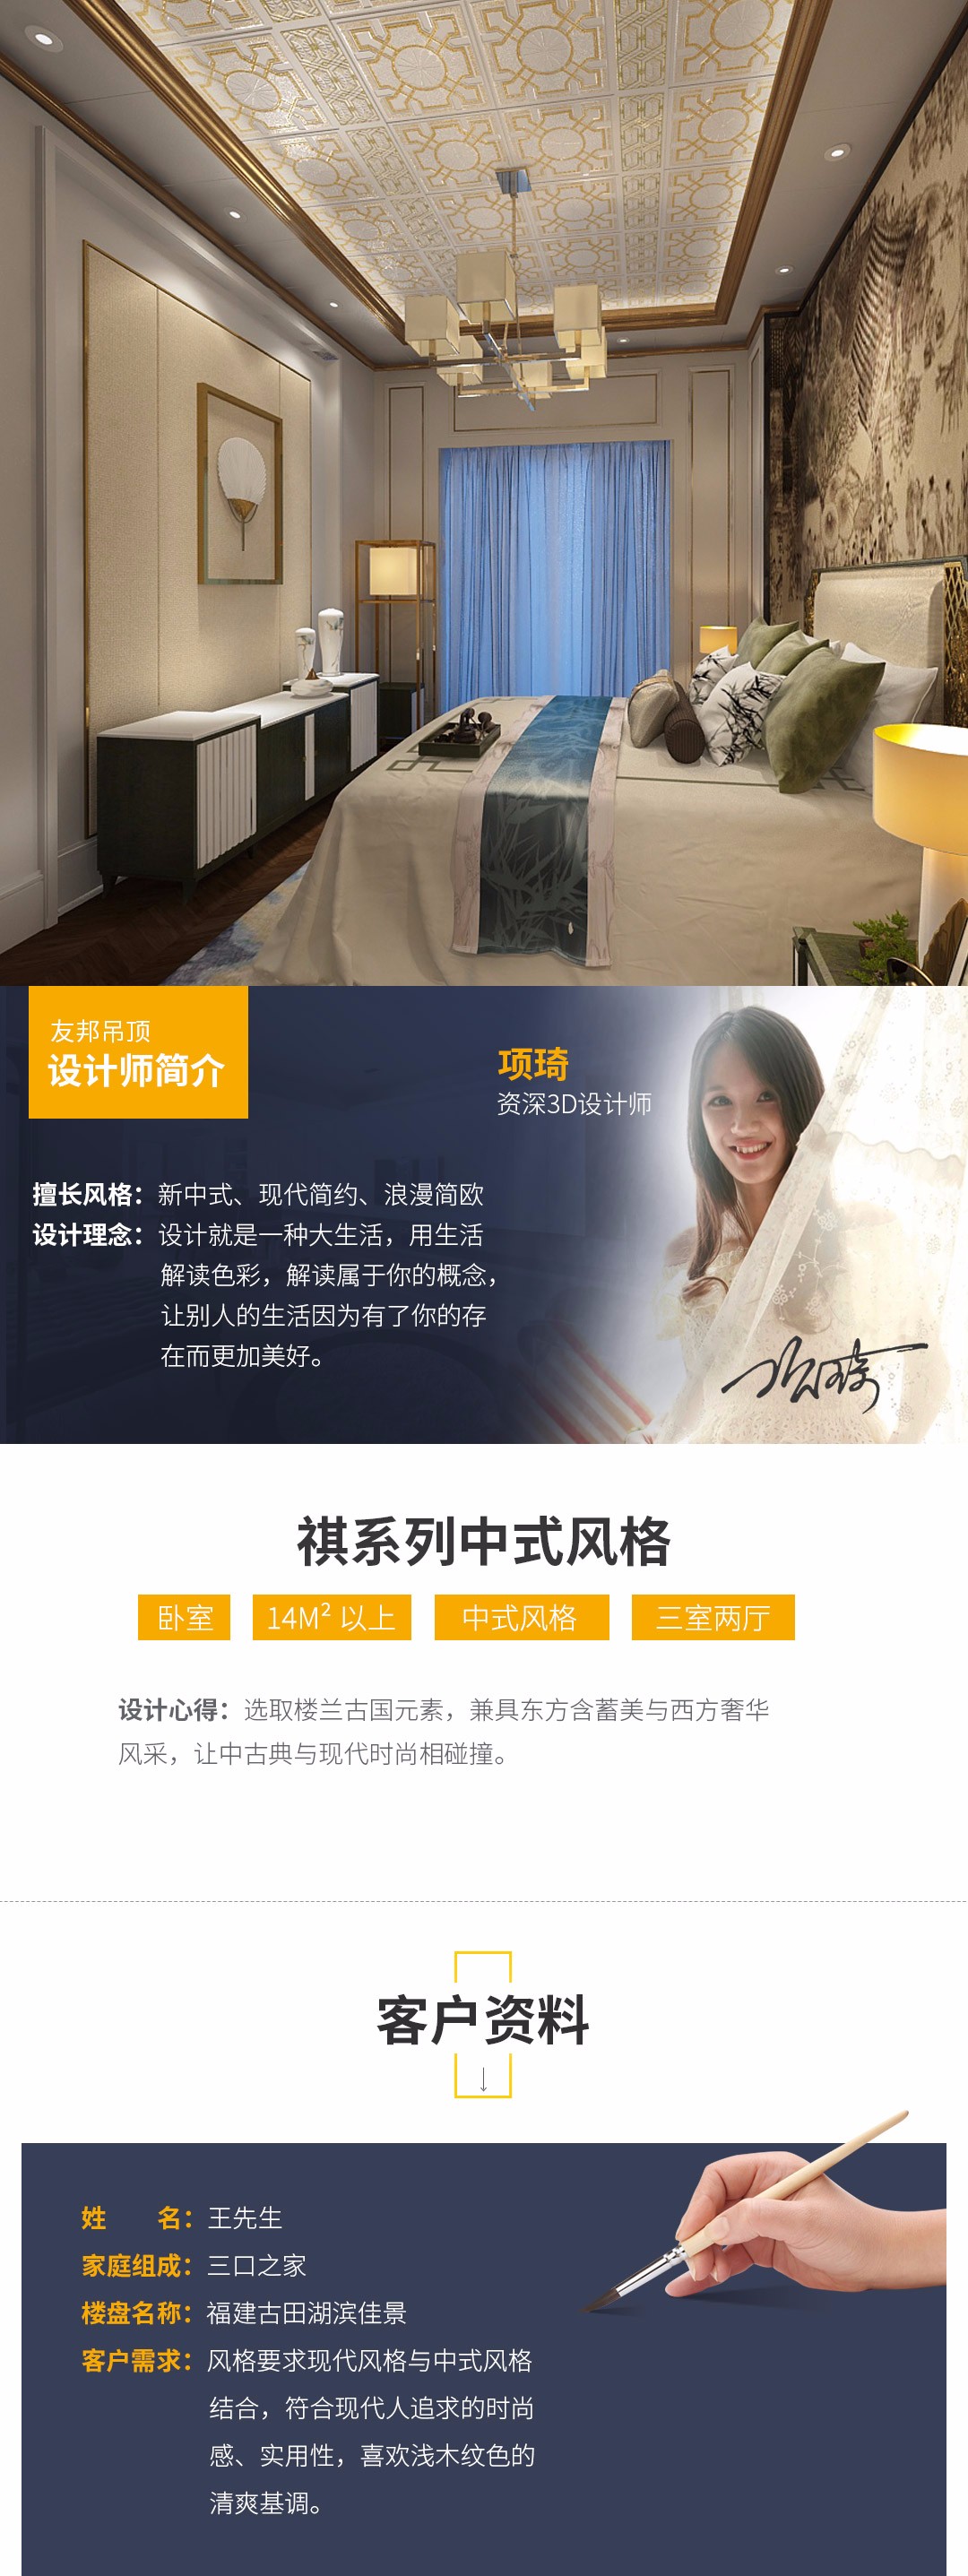 友邦吊顶
设计师简介
项琦
资深3D设计师
擅长风格：新中式、现代简约、浪漫简欧
设计理念：设计就是一种大生活，用生活
解读色彩，解读属于你的概念，
让别人的生活因为有了你的存
在而更加美好。
项琦
祺系列中式风格
卧室 14M² 以上 中式风格 三室两厅
设计心得：选取楼兰古国元素，兼具东方含蓄美与西方奢华
风采，让中古典与现代时尚相碰撞。
客户资料
姓 名：王先生
家庭组成：三口之家
楼盘名称：福建古田湖滨佳景
客户需求：风格要求现代风格与中式风格
结合，符合现代人追求的时尚
感、实用性，喜欢浅木纹色的
清爽基调。